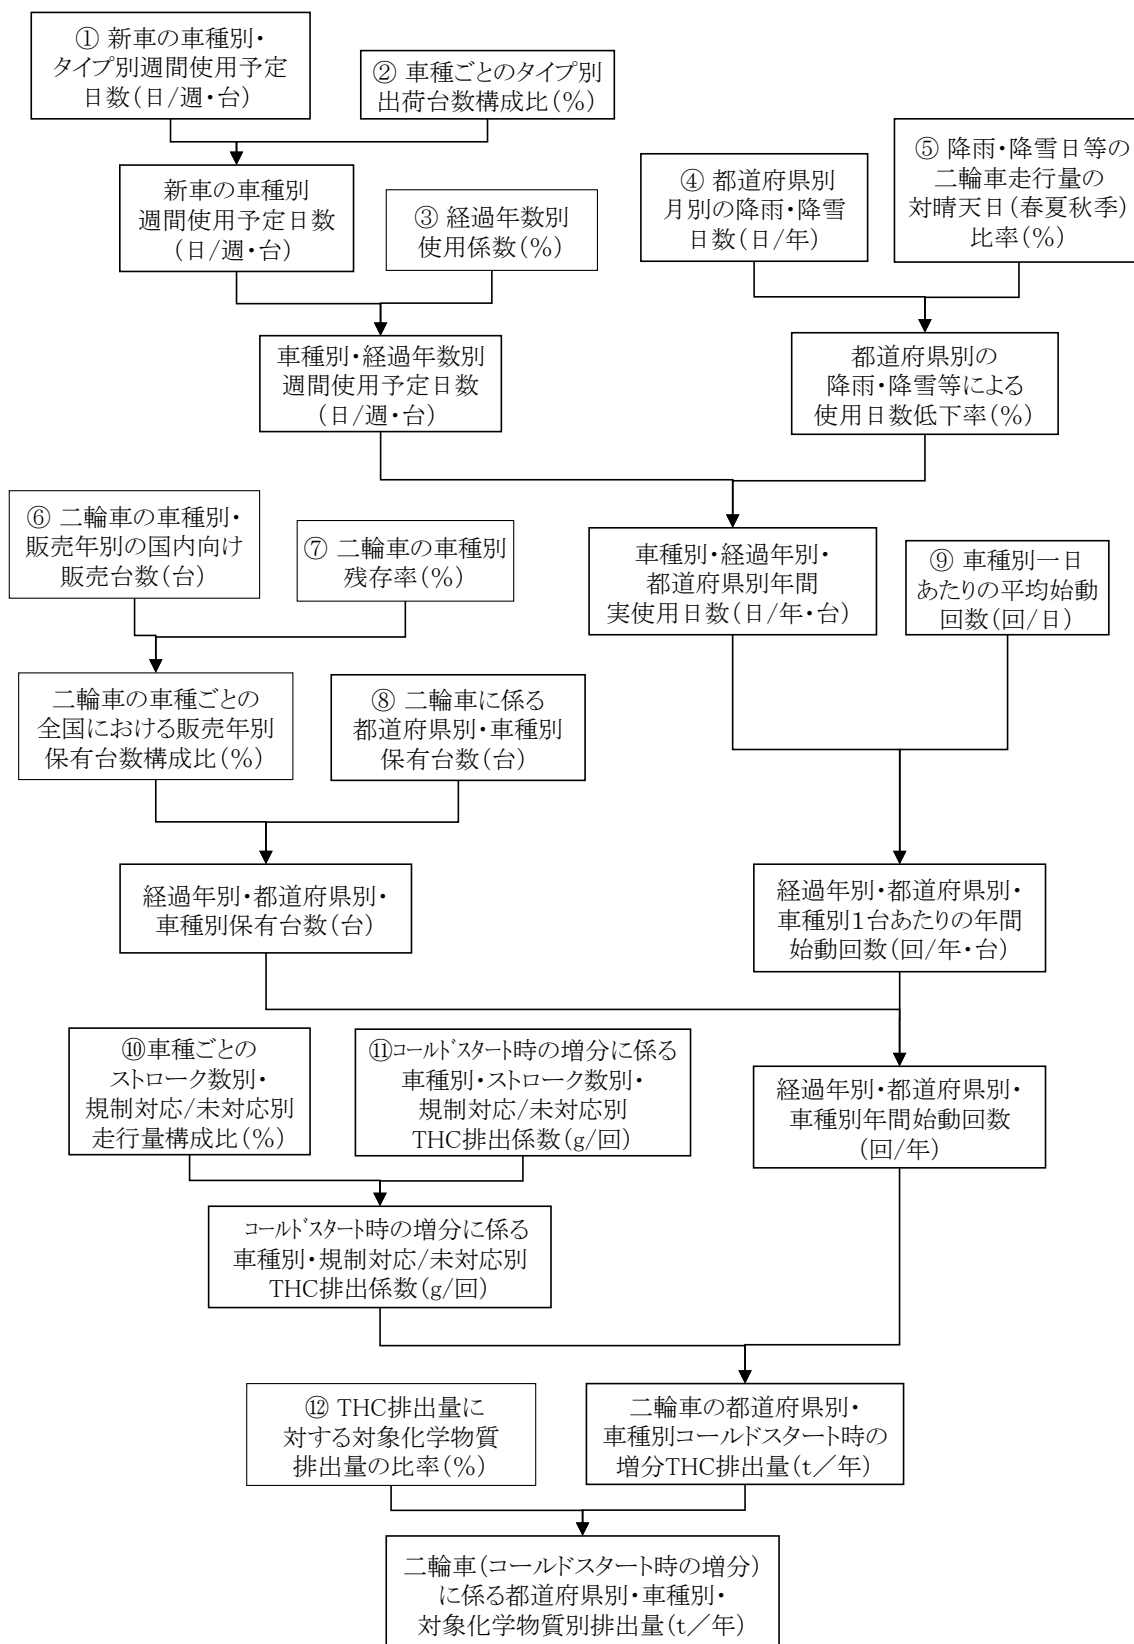 ① 新車の車種別・
タイプ別週間使用予定
日数(日/週・台)
② 車種ごとのタイプ別
出荷台数構成比(%)
新車の車種別
週間使用予定日数
(日/週・台)
③ 経過年数別
使用係数(%)
④ 都道府県別
月別の降雨・降雪
日数(日/年)
⑤ 降雨・降雪日等の
二輪車走行量の
対晴天日(春夏秋季)
比率(%)
車種別・経過年数別
週間使用予定日数
(日/週・台)
都道府県別の
降雨・降雪等による
使用日数低下率(%)
⑥ 二輪車の車種別・
販売年別の国内向け
販売台数(台)
⑦ 二輪車の車種別
残存率(%)
車種別・経過年別・
都道府県別年間
実使用日数(日/年・台)
⑨ 車種別一日
あたりの平均始動
回数(回/日)
二輪車の車種ごとの
全国における販売年別
保有台数構成比(%)
⑧ 二輪車に係る
都道府県別・車種別
保有台数(台)
経過年別・都道府県別・
車種別保有台数(台)
経過年別・都道府県別・
車種別1台あたりの年間
始動回数(回/年・台)
⑩車種ごとの
ストローク数別・
規制対応/未対応別
走行量構成比(%)
⑪コールドスタート時の増分に係る
車種別・ストローク数別・
規制対応/未対応別
THC排出係数(g/回)
経過年別・都道府県別・
車種別年間始動回数
(回/年)
コールドスタート時の増分に係る
車種別・規制対応/未対応別
THC排出係数(g/回)
⑫ THC排出量に
対する対象化学物質
排出量の比率(%)
二輪車の都道府県別・
車種別コールドスタート時の
増分THC排出量(t/年)
二輪車(コールドスタート時の増分)
に係る都道府県別・車種別・
対象化学物質別排出量(t/年)